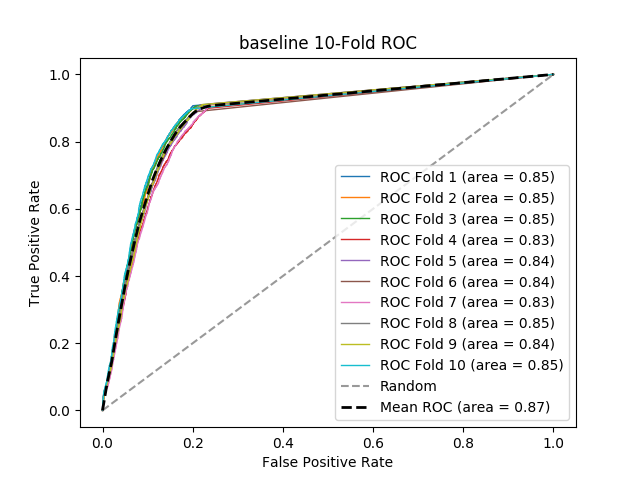 baseline 10-Fold ROC
True Positive Rate
1.0
0.8
0.6
0.4
0.2
0.0
ROC Fold 1 (area = 0.85)
ROC Fold 2 (area = 0.85)
ROC Fold 3 (area = 0.85)
ROC Fold 4 (area = 0.83)
ROC Fold 5 (area = 0.84)
ROC Fold 6 (area = 0.84)
ROC Fold 7 (area = 0.83)
ROC Fold 8 (area = 0.85)
ROC Fold 9 (area = 0.84)
ROC Fold 10 (area = 0.85)
Random
Mean ROC (area = 0.87)
0.0 0.2 0.4 0.6 0.8 1.0
False Positive Rate